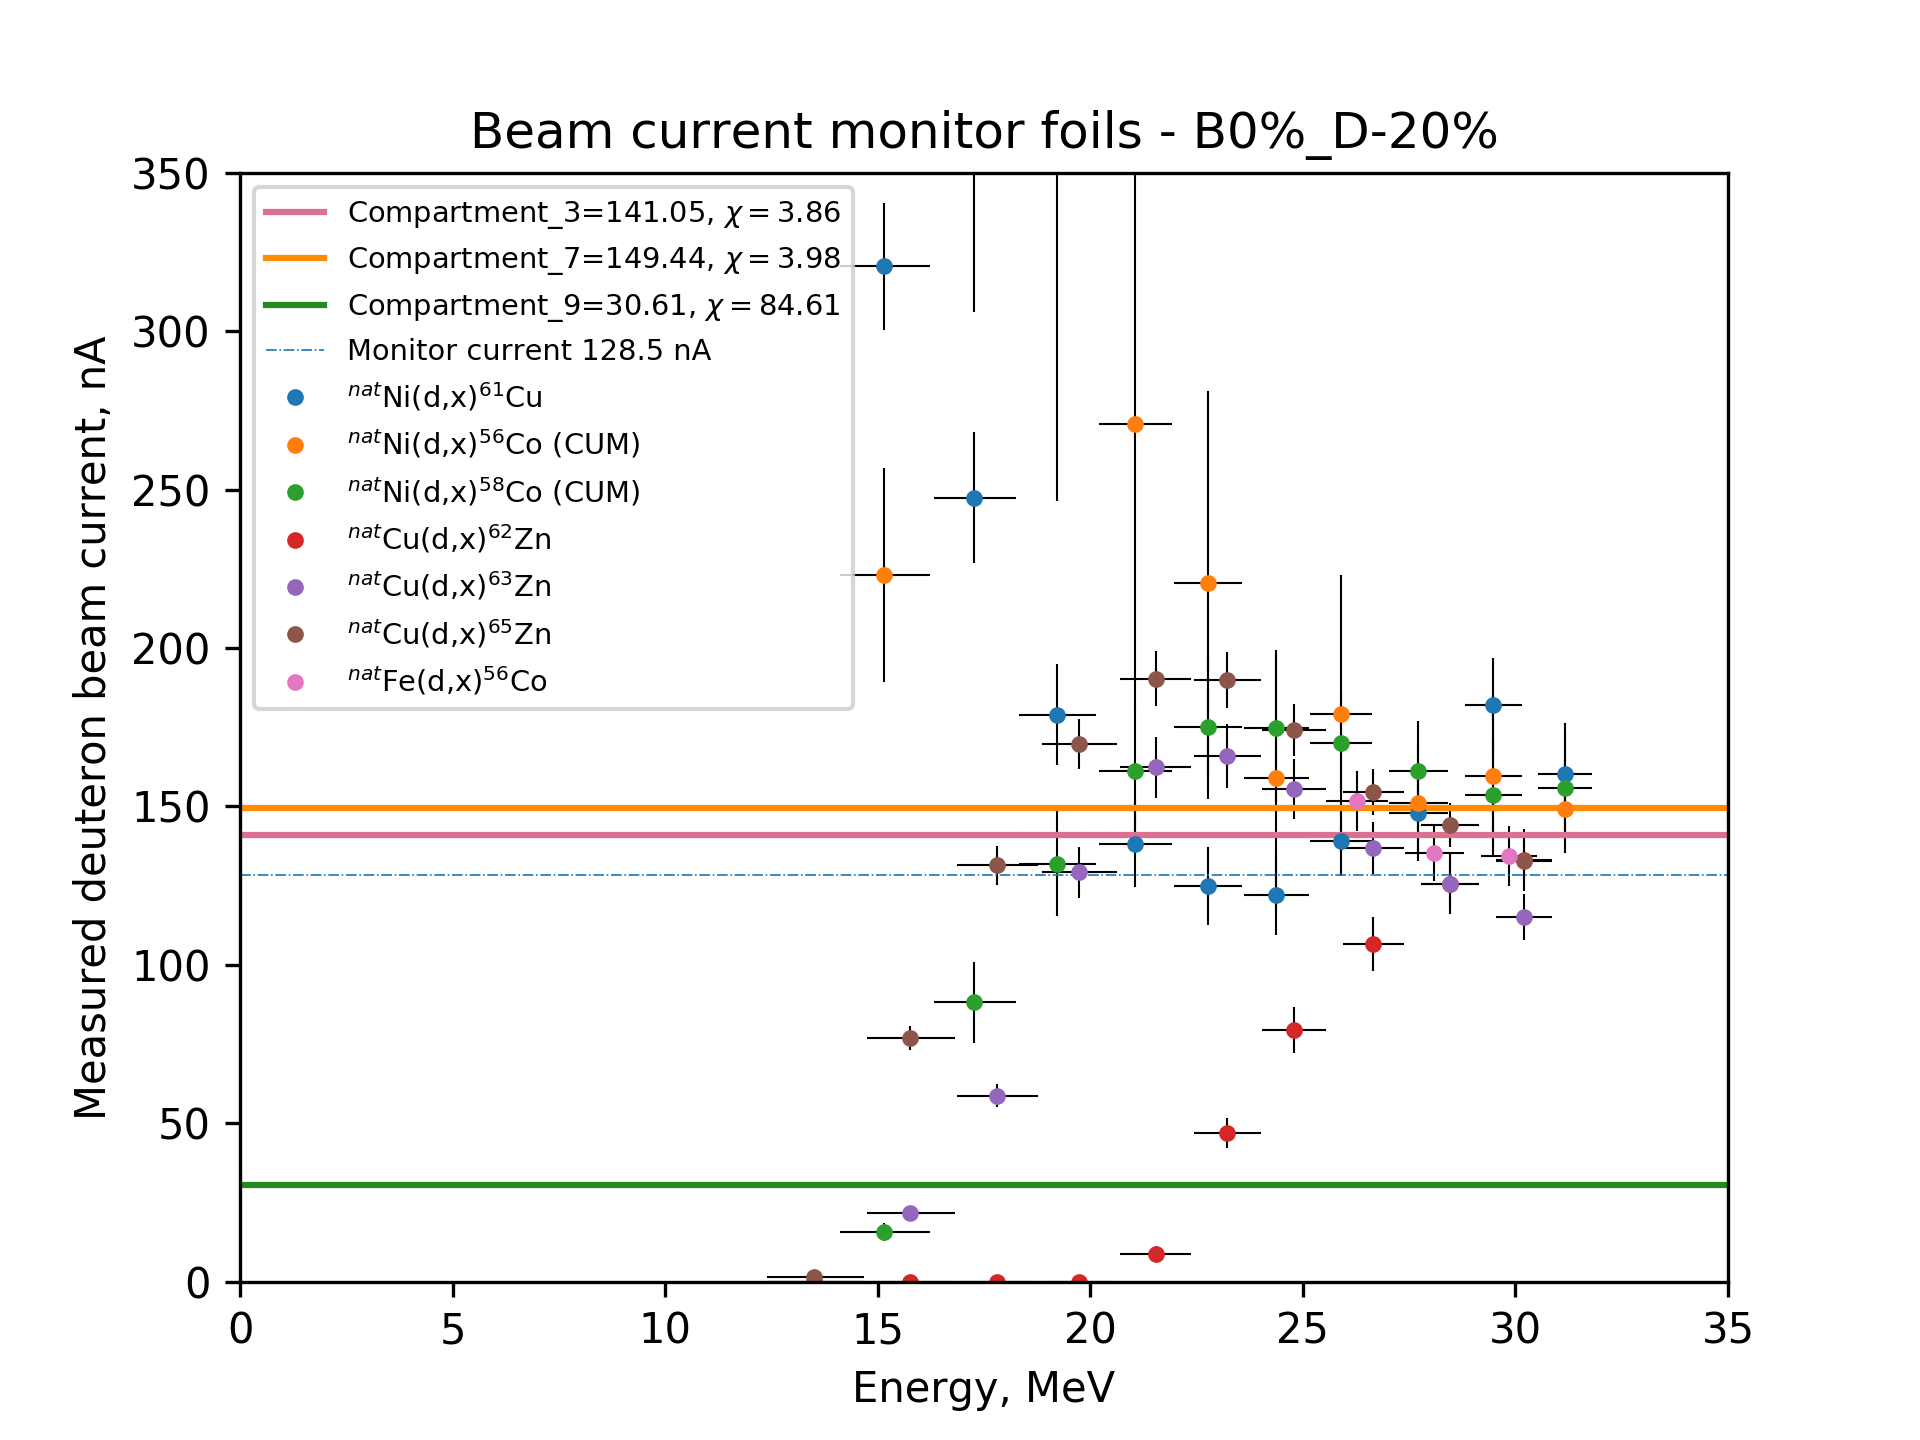 Beam current monitor foils - B0%_D-20%
Measured deuteron beam current, nA
350
300
250
200
150
100
50
0
Compartment_3=141.05, χ = 3.86
Compartment_7=149.44, χ = 3.98
Compartment_9=30.61, χ = 84.61
Monitor current 128.5 nA
natNi(d,x)61Cu
natNi(d,x)56Co (CUM)
natNi(d,x)58Co (CUM)
natCu(d,x)62Zn
natCu(d,x)63Zn
natCu(d,x)65Zn
natFe(d,x)56Co
0 5 10 15 20 25 30 35
Energy, MeV